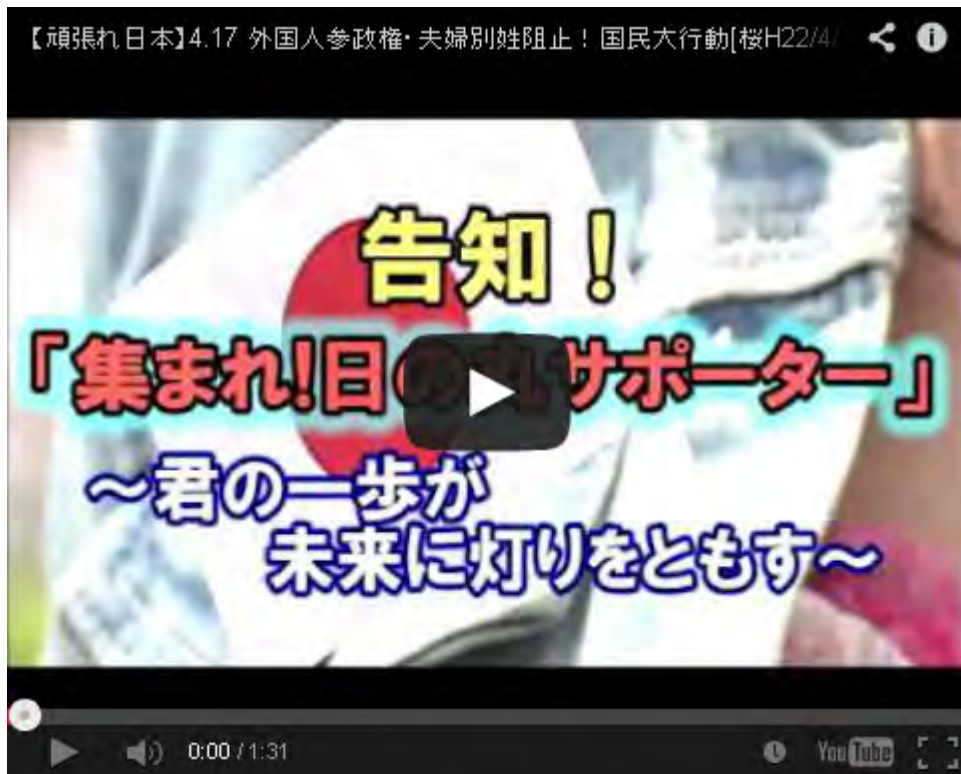 【頑張れ日本】4.17 外国人参政権・夫婦別姓阻止！国民大行動[桜H22/4/
告知！
「集まれ!日の丸サポーター」
～君の一歩が
未来に灯りをともす～
0:00 / 1:31
YouTube